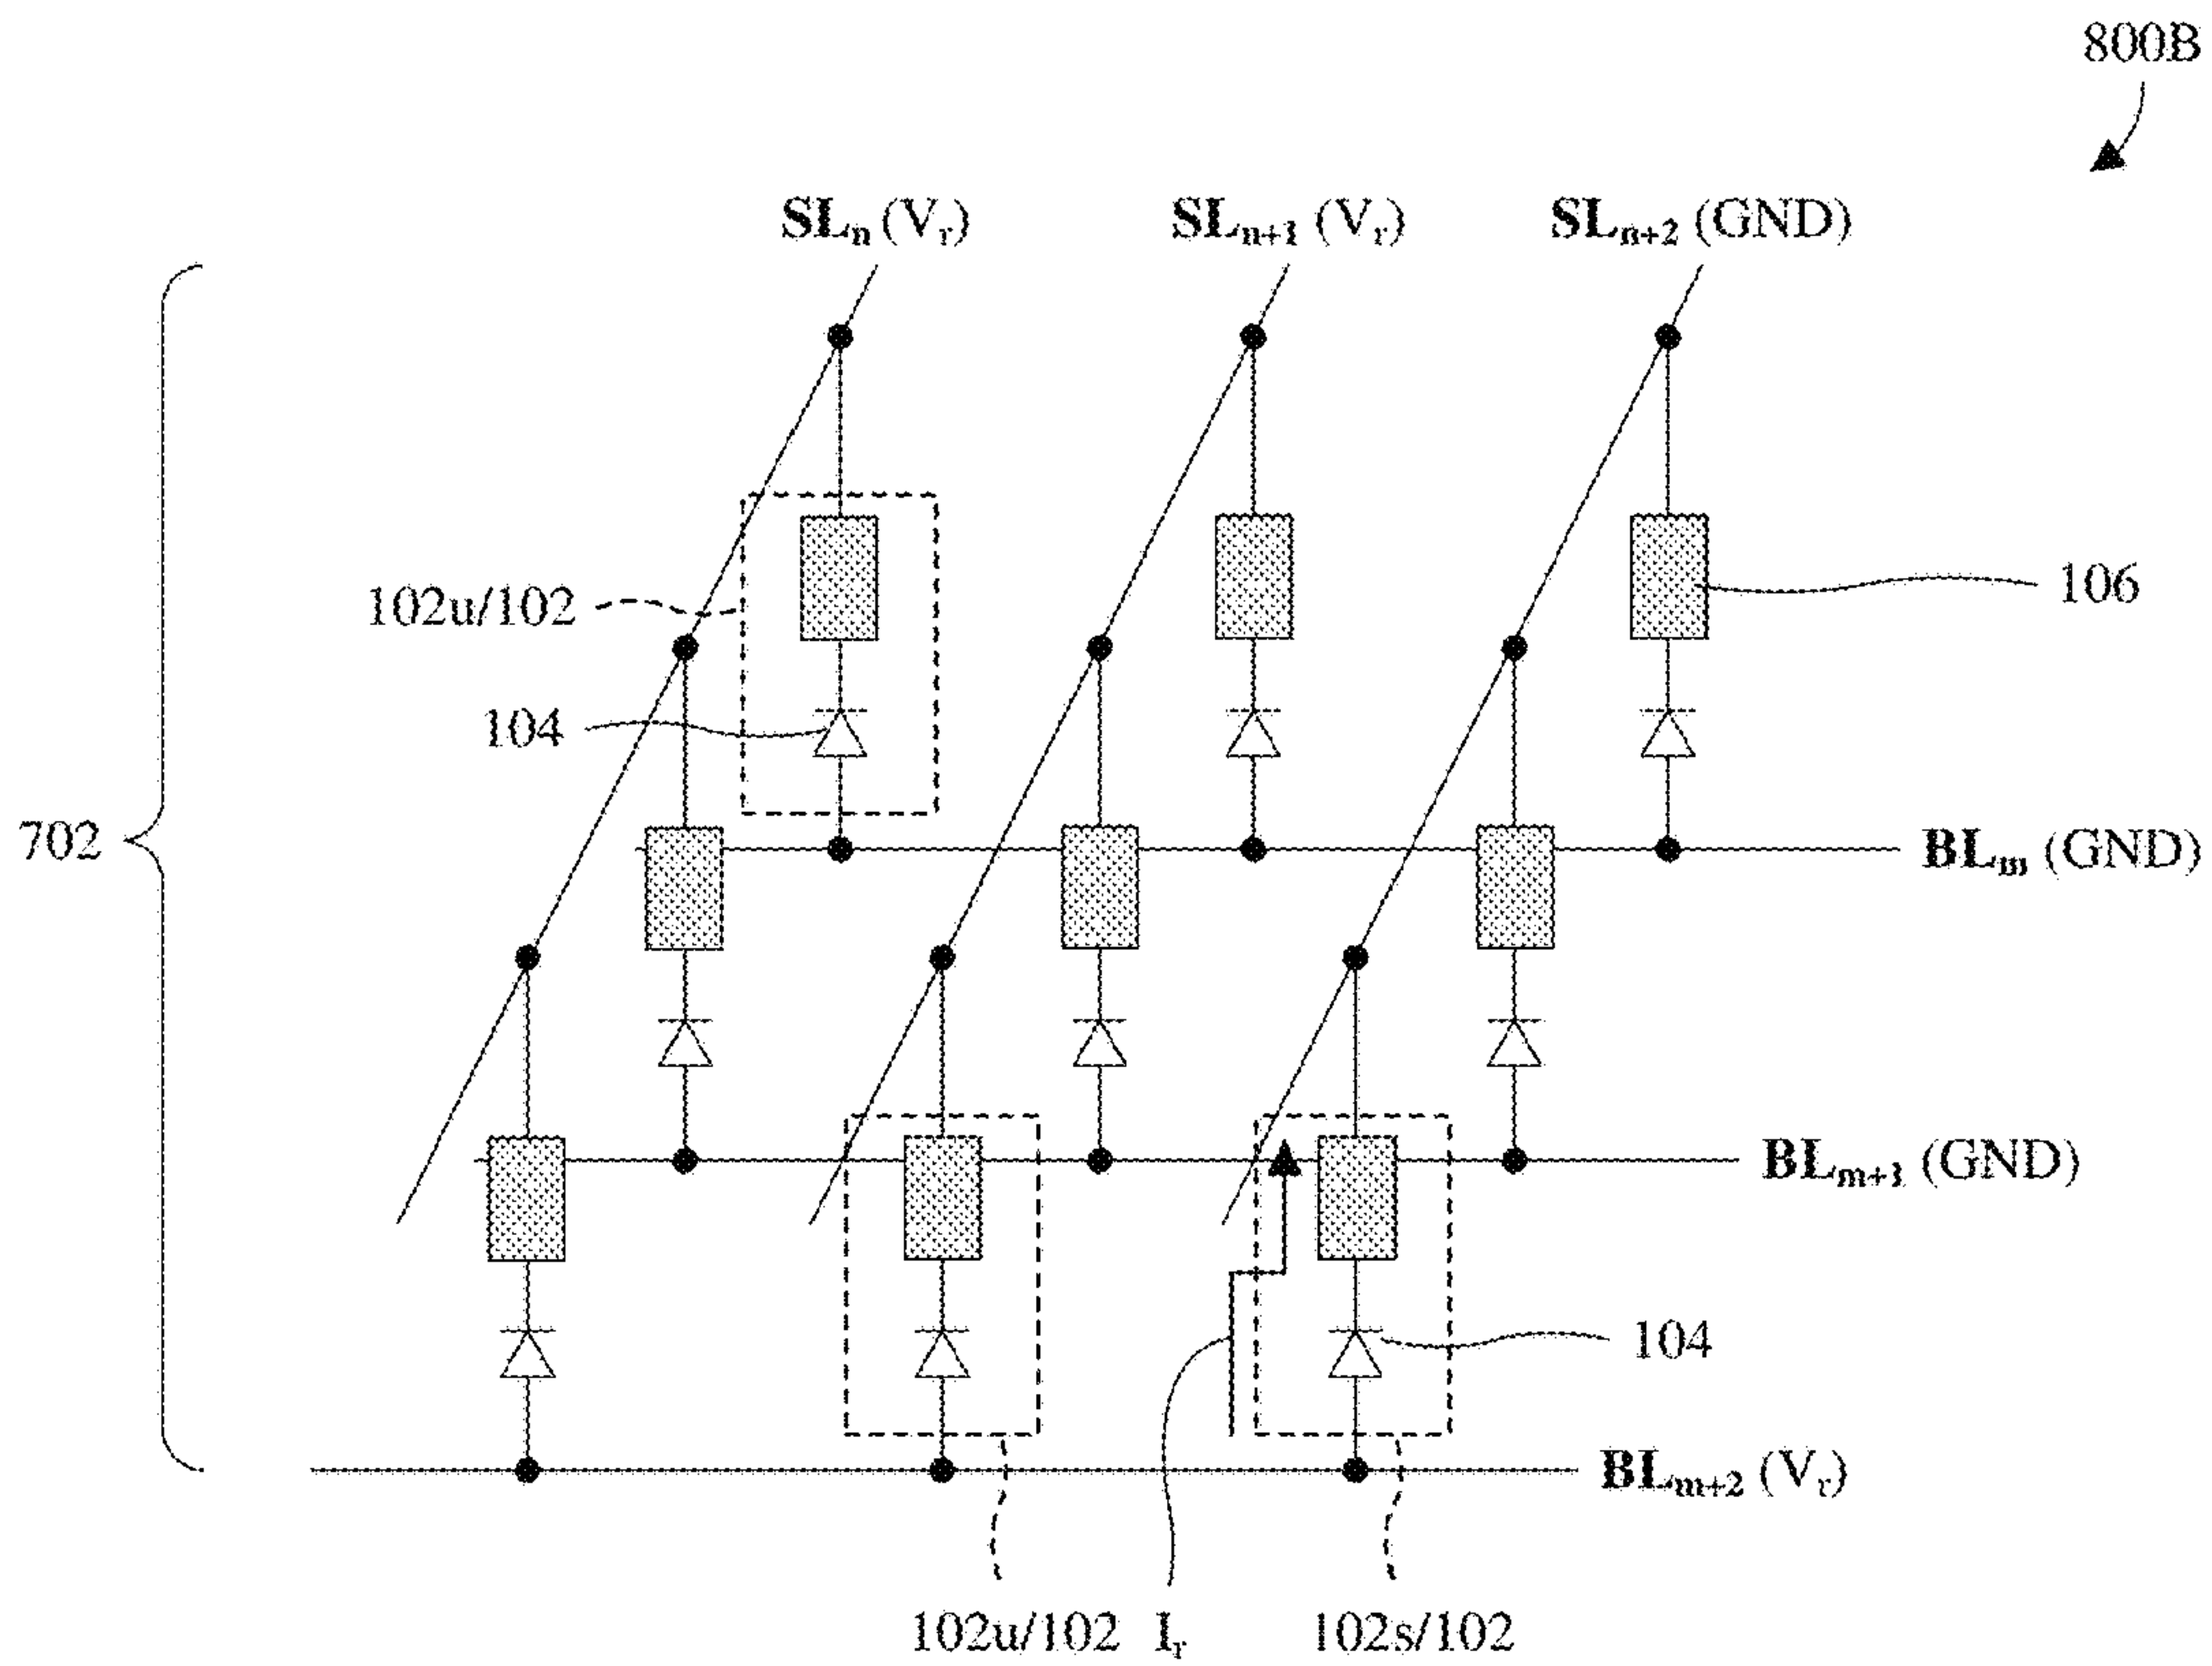 800B
SLn (Vr) SLn+1 (Vr) SLn+2 (GND)
102u/102
106
104
702
BLm (GND)
BLm+1 (GND)
104
BLm+2 (Vr)
102u/102 Ir 102s/102